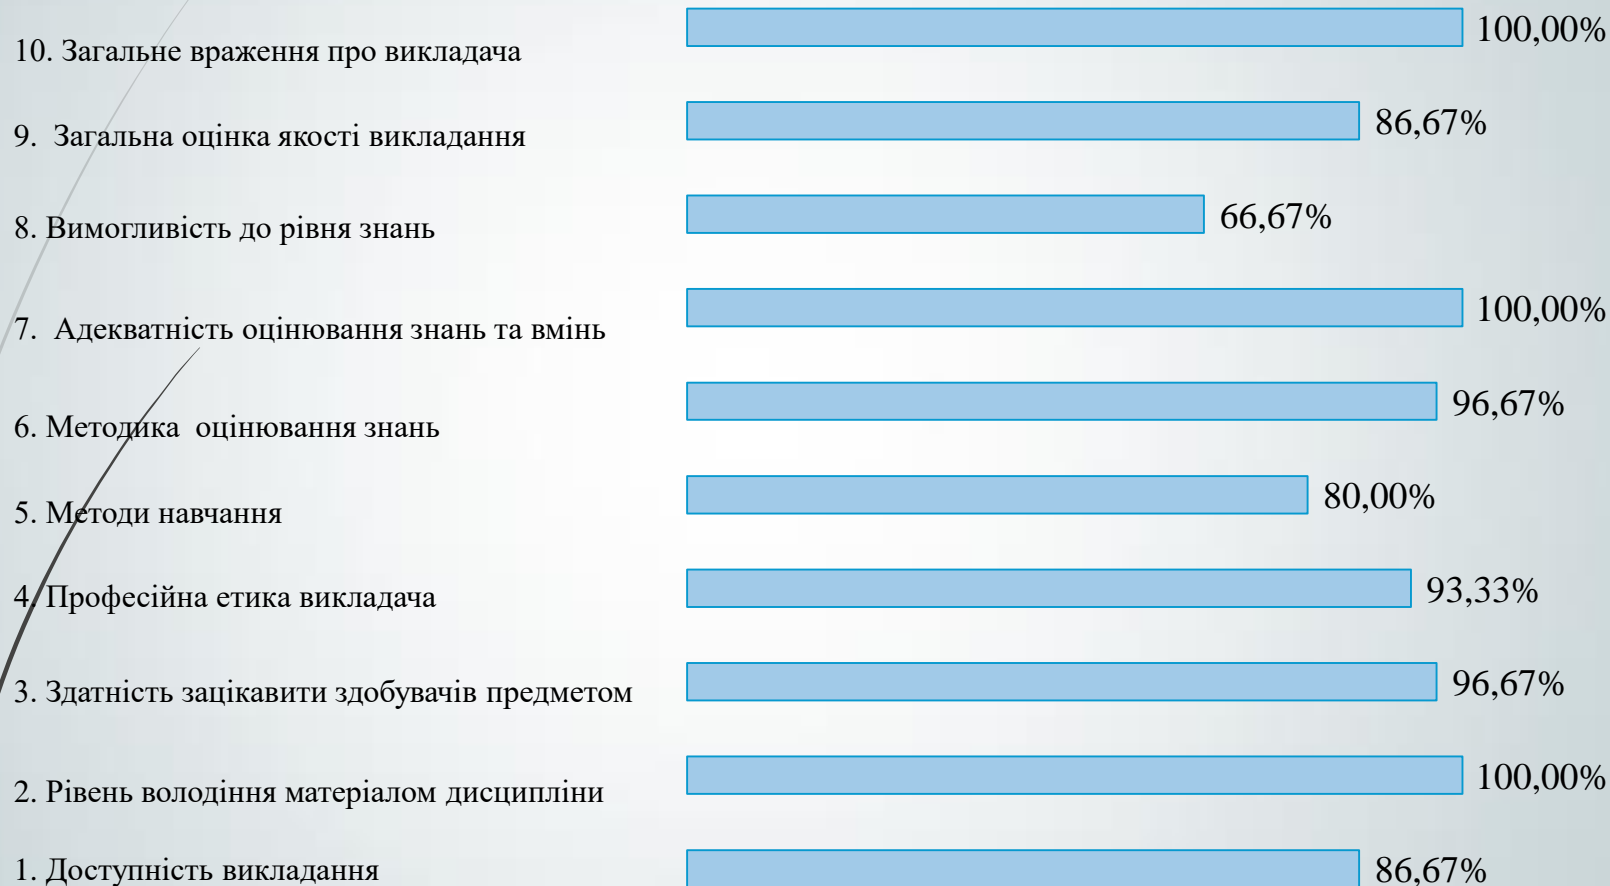 10. Загальне враження про викладача 100,00%
9. Загальна оцінка якості викладання 86,67%
8. Вимогливість до рівня знань 66,67%
7. Адекватність оцінювання знань та вмінь 100,00%
6. Методика оцінювання знань 96,67%
5. Методи навчання 80,00%
4. Професійна етика викладача 93,33%
3. Здатність зацікавити здобувачів предметом 96,67%
2. Рівень володіння матеріалом дисципліни 100,00%
1. Доступність викладання 86,67%